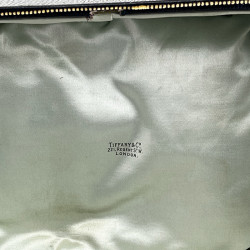 TIFFANY & Co
221, REGENT St W
LONDON.